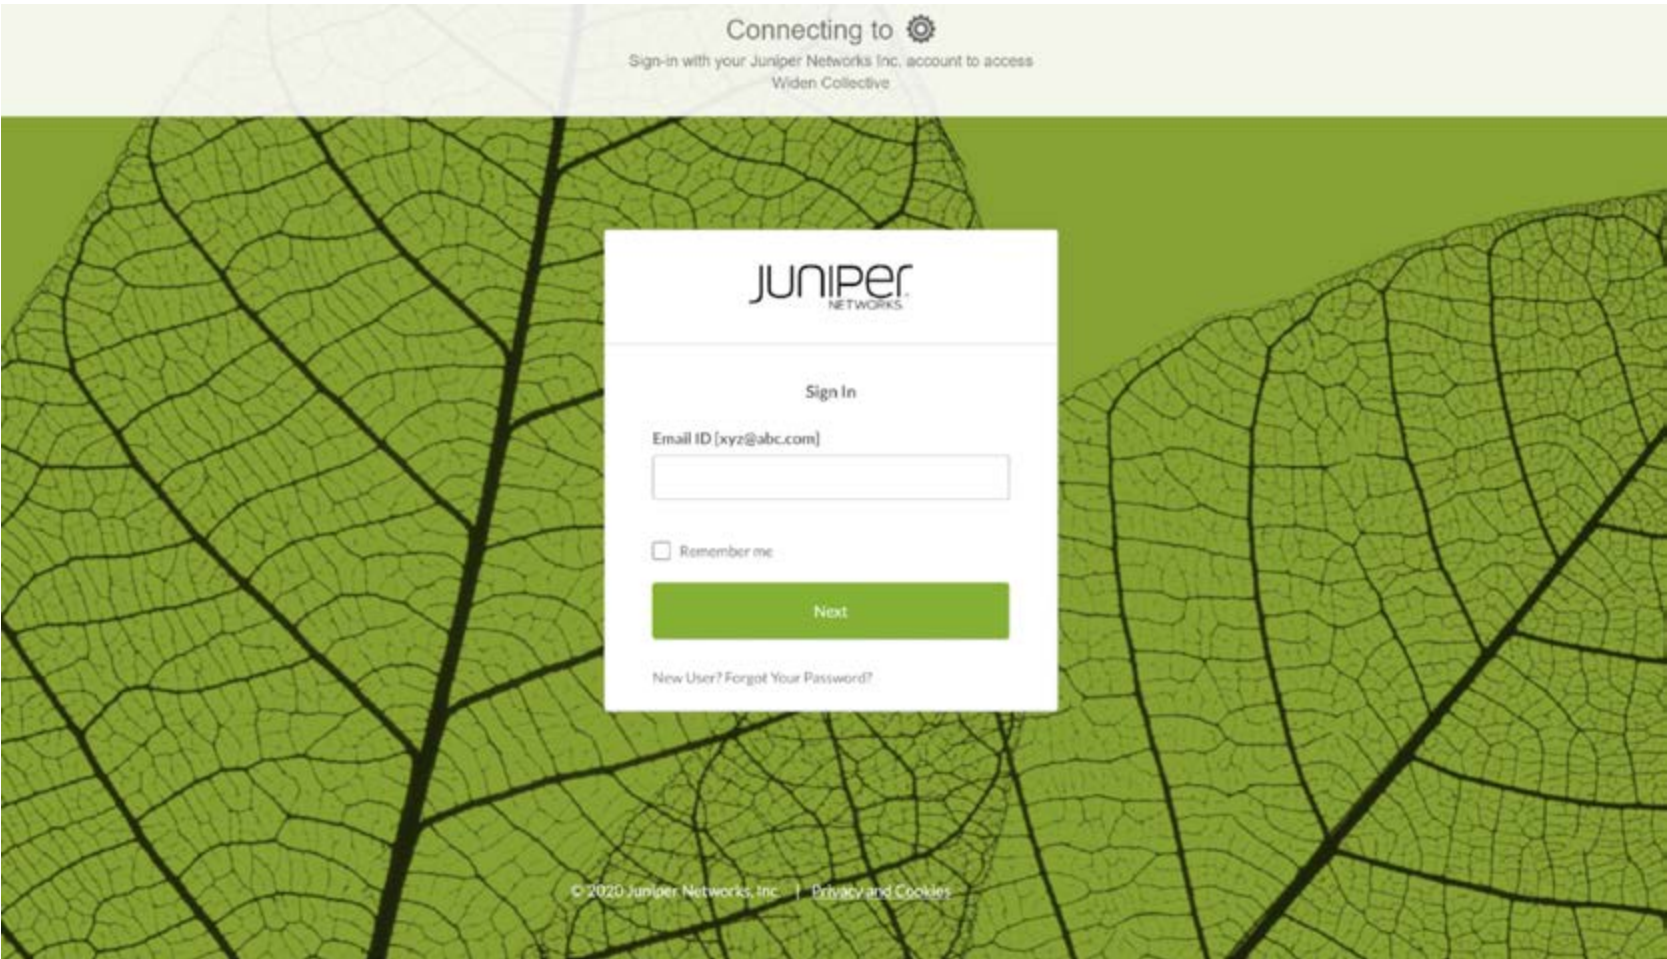 Connecting to
Sign-in with your Juniper Networks Inc. account to access
Widen Collective
JUNIPEr
NETWORKS
Sign In
Email ID [xyz@abc.com]
Remember me
Next
New User? Forgot Your Password?
© 2020 Juniper Networks, Inc | Privacy and Cookies